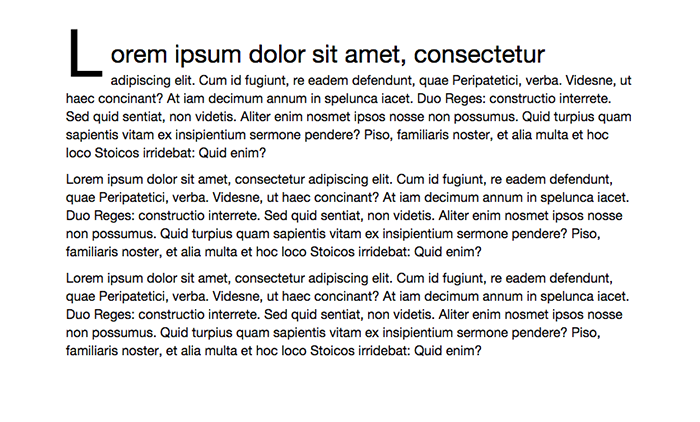 Lorem ipsum dolor sit amet, consectetur
adipiscing elit. Cum id fugiunt, re eadem defendunt, quae Peripatetici, verba. Videsne, ut
haec concinant? At iam decimum annum in spelunca iacet. Duo Reges: constructio interrete.
Sed quid sentiat, non videtis. Aliter enim nosmet ipsos nosse non possumus. Quid turpius quam
sapientis vitam ex insipientium sermone pendere? Piso, familiaris noster, et alia multa et hoc
loco Stoicos irridebat: Quid enim?
Lorem ipsum dolor sit amet, consectetur adipiscing elit. Cum id fugiunt, re eadem defendunt,
quae Peripatetici, verba. Videsne, ut haec concinant? At iam decimum annum in spelunca iacet.
Duo Reges: constructio interrete. Sed quid sentiat, non videtis. Aliter enim nosmet ipsos nosse
non possumus. Quid turpius quam sapientis vitam ex insipientium sermone pendere? Piso,
familiaris noster, et alia multa et hoc loco Stoicos irridebat: Quid enim?
Lorem ipsum dolor sit amet, consectetur adipiscing elit. Cum id fugiunt, re eadem defendunt,
quae Peripatetici, verba. Videsne, ut haec concinant? At iam decimum annum in spelunca iacet.
Duo Reges: constructio interrete. Sed quid sentiat, non videtis. Aliter enim nosmet ipsos nosse
non possumus. Quid turpius quam sapientis vitam ex insipientium sermone pendere? Piso,
familiaris noster, et alia multa et hoc loco Stoicos irridebat: Quid enim?